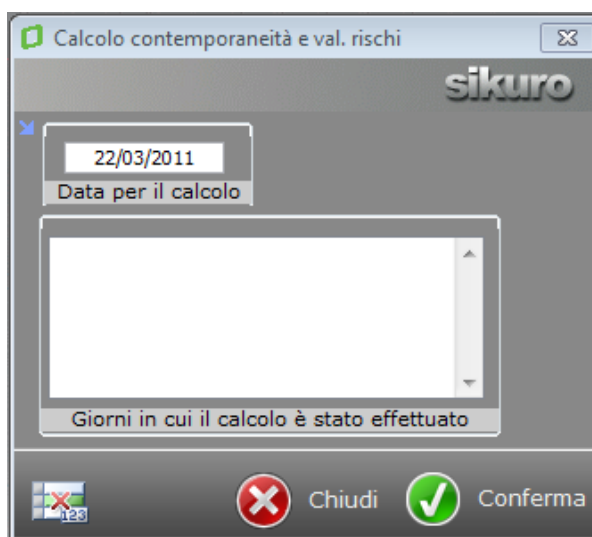 Calcolo contemporaneità e val. rischi
sikuro
22/03/2011
Data per il calcolo
Giorni in cui il calcolo è stato effettuato
123
Chiudi
Conferma